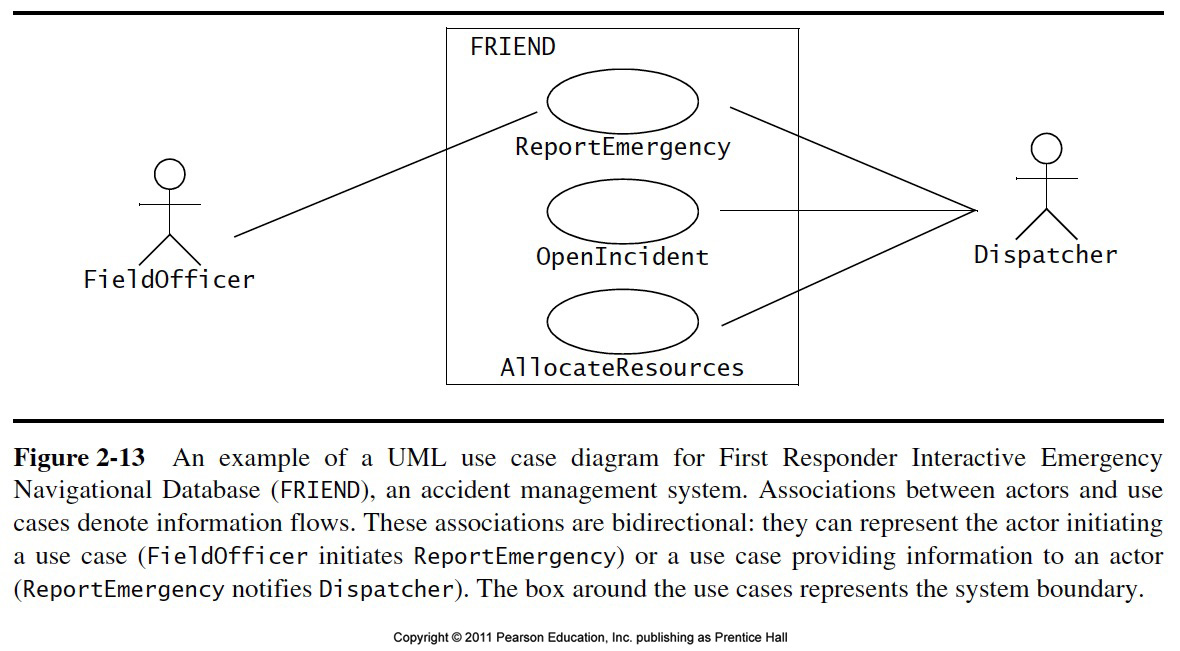 FRIEND
ReportEmergency
OpenIncident
AllocateResources
FieldOfficer
Dispatcher
Figure 2-13 An example of a UML use case diagram for First Responder Interactive Emergency
Navigational Database (FRIEND), an accident management system. Associations between actors and use
cases denote information flows. These associations are bidirectional: they can represent the actor initiating
a use case (FieldOfficer initiates ReportEmergency) or a use case providing information to an actor
(ReportEmergency notifies Dispatcher). The box around the use cases represents the system boundary.
Copyright © 2011 Pearson Education, Inc. publishing as Prentice Hall